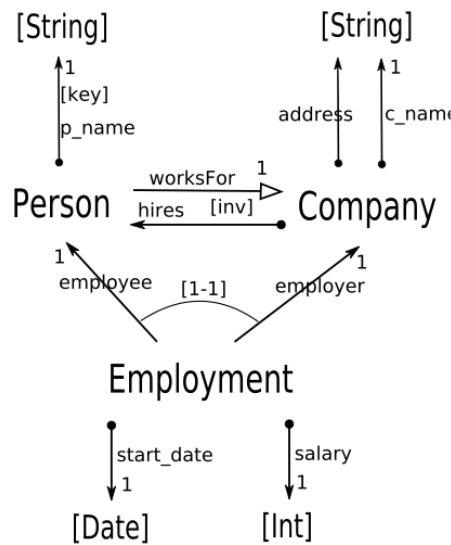 [String] [String]
1 1
[key]
p_name address c_name
worksFor 1
Person hires [inv] Company
1 1
employee [1-1] employer
Employment
start_date salary
1 1
[Date] [Int]